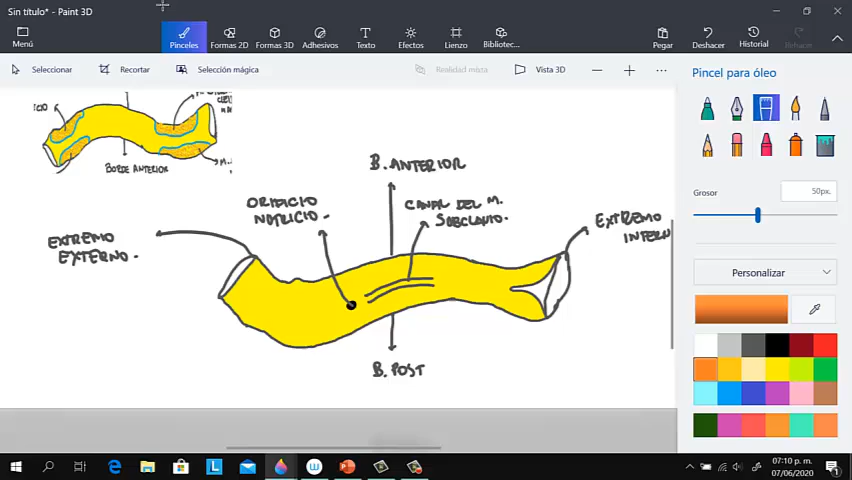 Sin título* - Paint 3D
Menú
Pinceles
Formas 2D
Formas 3D
Adhesivos
Texto
Efectos
Lienzo
Bibliotec...
Pegar
Deshacer
Historial
Rehacer
Seleccionar
Recortar
Selección mágica
Realidad mixta
Vista 3D
Pincel para óleo
Grosor
50px.
Personalizar
BORDE ANTERIOR
B. ANTERIOR
ORIFICIO
NUTRICIO.
CANAL DEL M.
SUBCLAVIO.
EXTREMO
EXTERNO.
EXTREMO
INTERN
B. POST
07:10 p. m.
07/06/2020